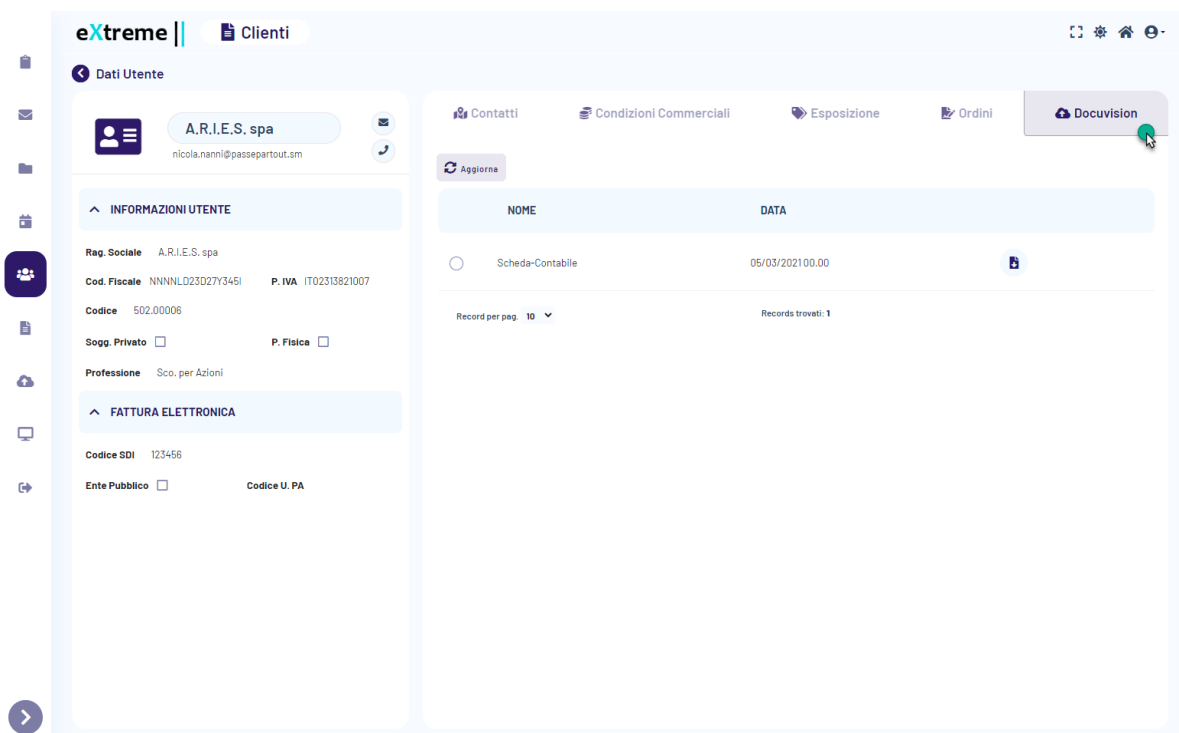 eXtreme || Clienti
Dati Utente
A.R.I.E.S. spa
nicola.nanni@passepartout.sm
INFORMAZIONI UTENTE
Rag. Sociale A.R.I.E.S. spa
Cod. Fiscale NNNNLD23D27Y345I P. IVA IT02313821007
Codice 502.00006
Sogg. Privato P. Fisica
Professione Sco. per Azioni
FATTURA ELETTRONICA
Codice SDI 123456
Ente Pubblico Codice U. PA
Contatti Condizioni Commerciali Esposizione Ordini Docuvision
Aggiorna
NOME DATA
Scheda-Contabile 05/03/2021 00.00
Record per pag. 10 Records trovati: 1